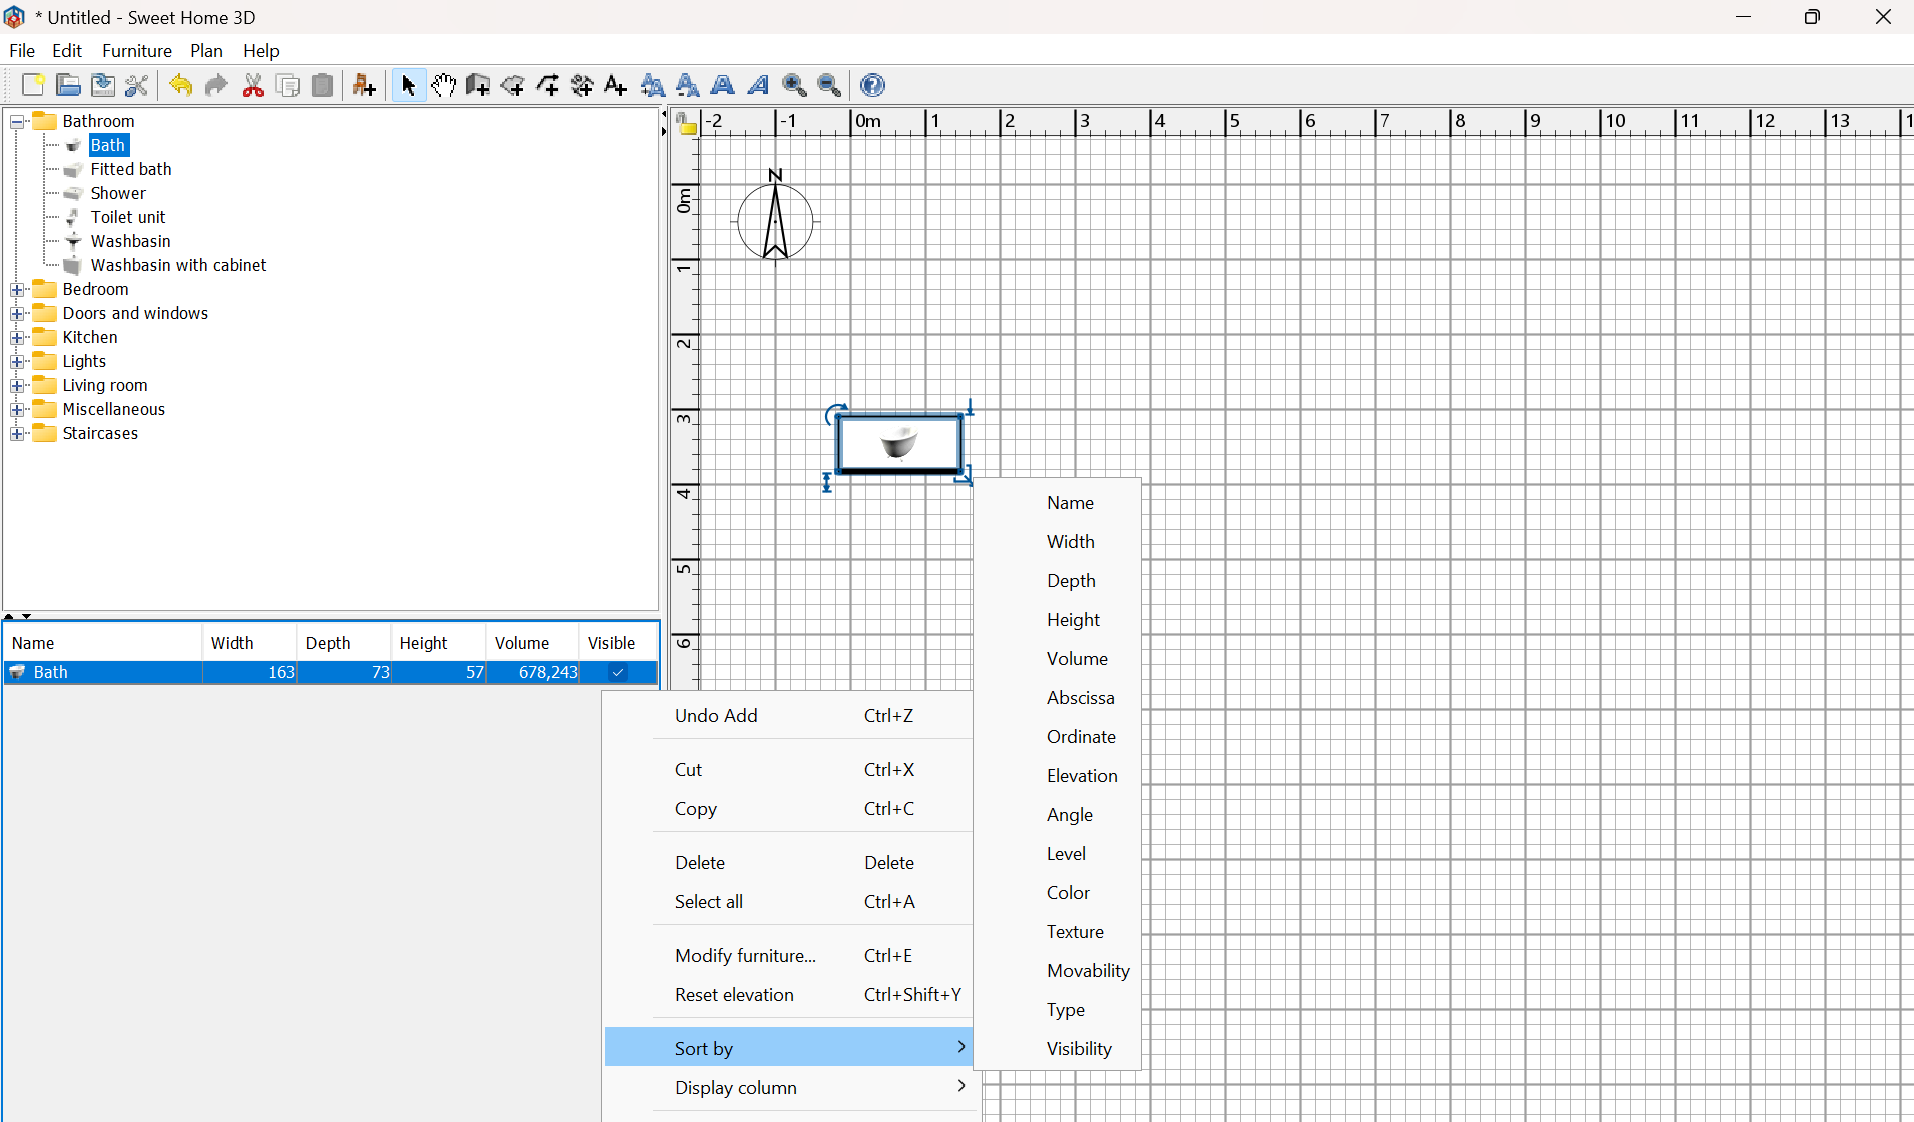 * Untitled - Sweet Home 3D
File Edit Furniture Plan Help
Bathroom
Bath
Fitted bath
Shower
Toilet unit
Washbasin
Washbasin with cabinet
Bedroom
Doors and windows
Kitchen
Lights
Living room
Miscellaneous
Staircases
-2 -1 0m 1 2 3 4 5 6 7 8 9 10 11 12 13 1
N
0m
1
2
3
4
5
6
Name Width Depth Height Volume Visible
Bath 163 73 57 678,243
Undo Add Ctrl+Z
Cut Ctrl+X
Copy Ctrl+C
Delete Delete
Select all Ctrl+A
Modify furniture... Ctrl+E
Reset elevation Ctrl+Shift+Y
Sort by
Display column
Name
Width
Depth
Height
Volume
Abscissa
Ordinate
Elevation
Angle
Level
Color
Texture
Movability
Type
Visibility